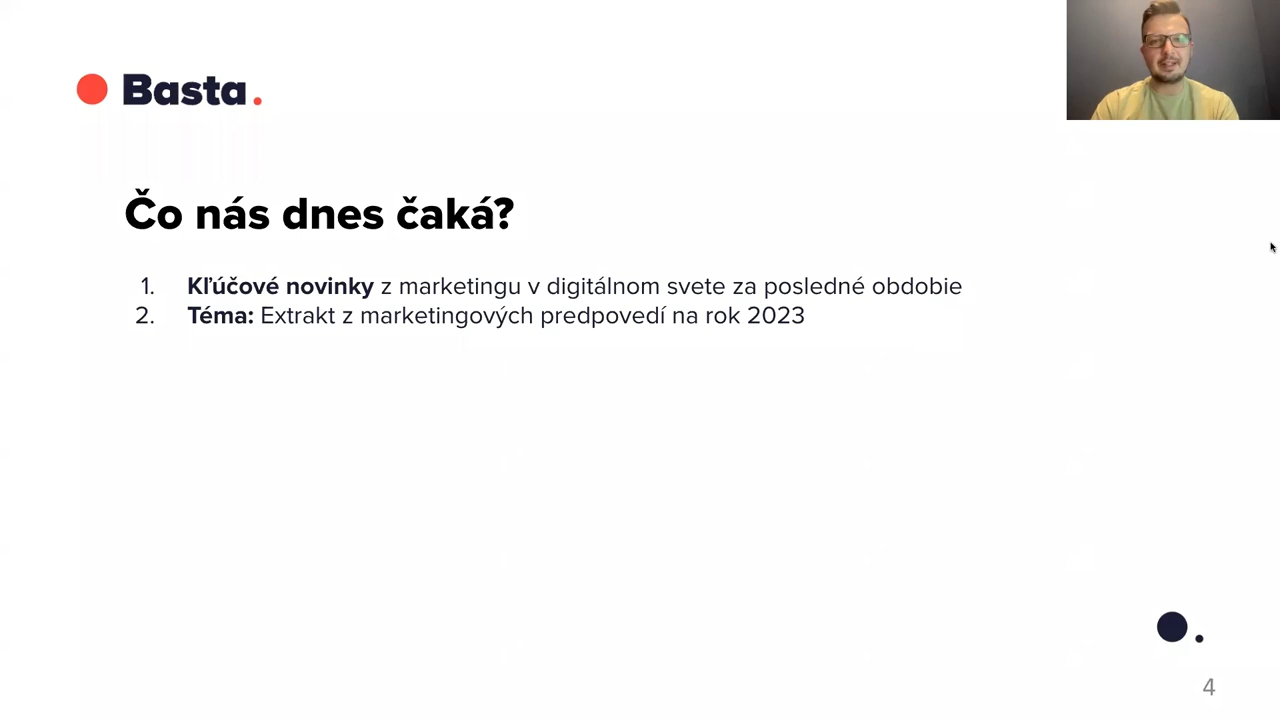 Basta.
Čo nás dnes čaká?
1. Kľúčové novinky z marketingu v digitálnom svete za posledné obdobie
2. Téma: Extrakt z marketingových predpovedí na rok 2023
4